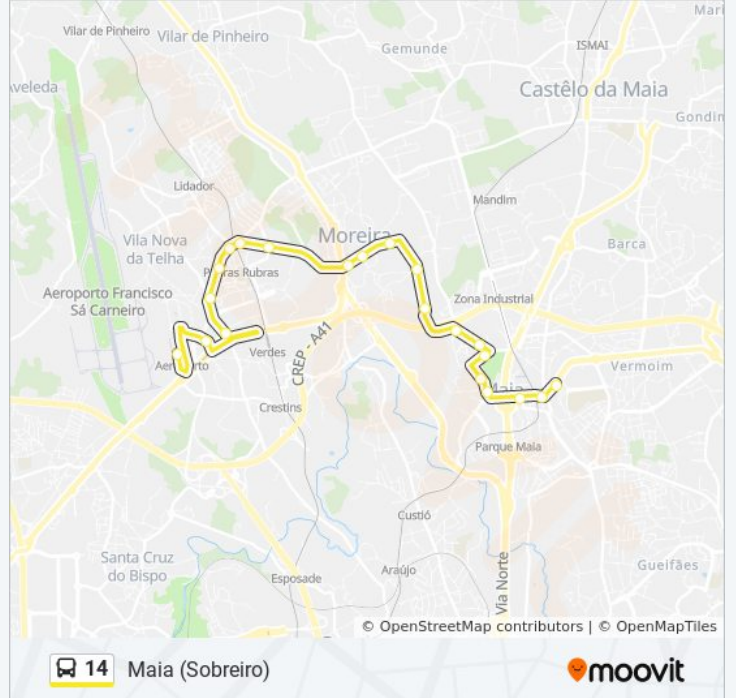 Mari
Vilar de Pinheiro
Vilar de Pinheiro
Gemunde
ISMAI
Aveleda
Castêlo da Maia
Gondin
Lidador
Mandim
Moreira
Vila Nova
da Telha
Barca
Pedras Rubras
Aeroporto Francisco
Sá Carneiro
Zona Industrial
CREP - A41
Verdes
Aeroporto
Vermoim
Maia
Crestins
Parque Maia
Custió
Santa Cruz
do Bispo
Esposade
Araújo
Via Norte
Gueifães
© OpenStreetMap contributors | © OpenMapTiles
14 Maia (Sobreiro)
moovit